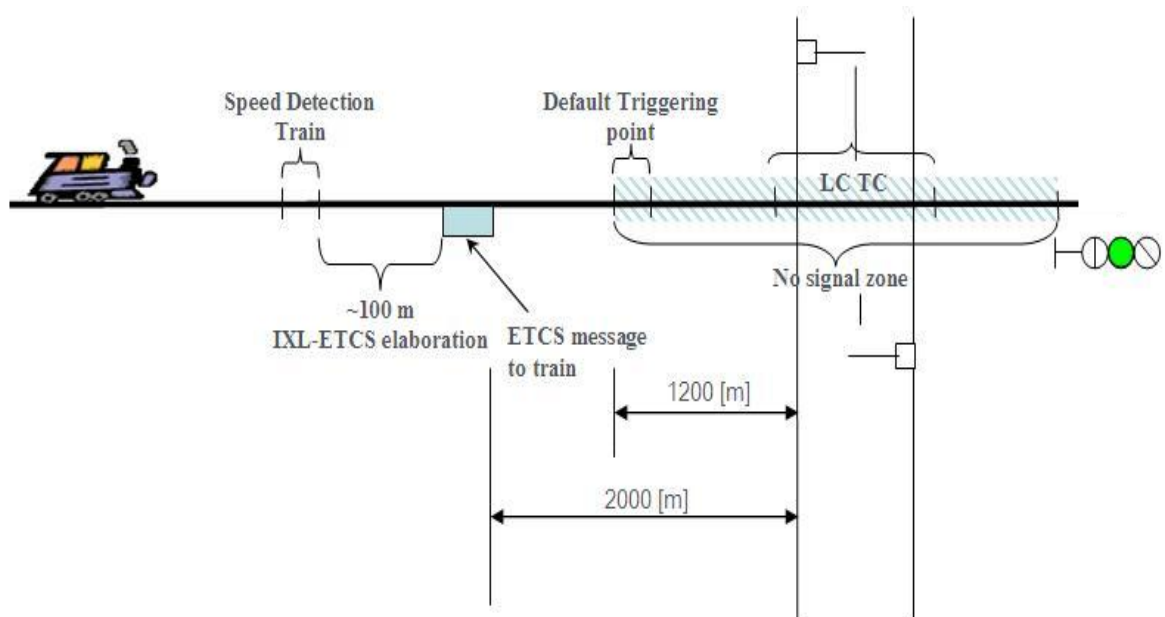 Speed Detection
Train
Default Triggering
point
LC TC
No signal zone
~100 m
IXL-ETCS elaboration
ETCS message
to train
1200 [m]
2000 [m]